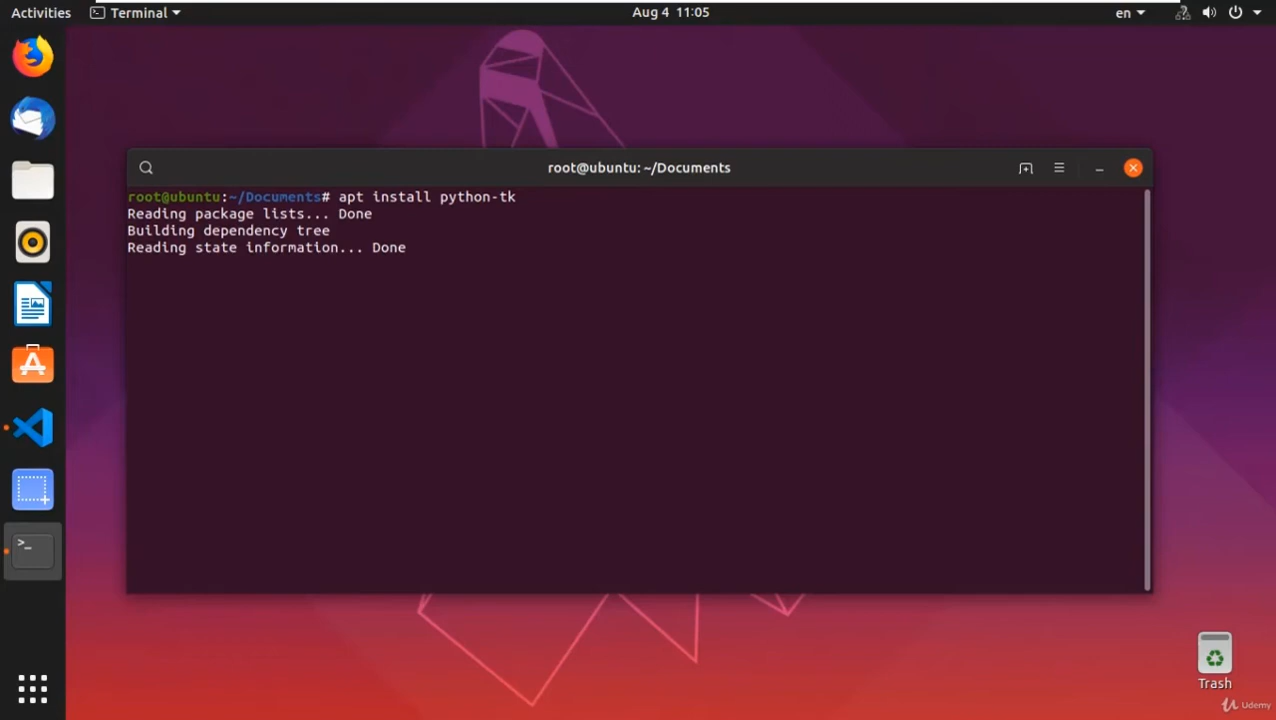 Activities
Terminal
Aug 4 11:05
en
root@ubuntu: ~/Documents
root@ubuntu:~/Documents# apt install python-tk
Reading package lists... Done
Building dependency tree
Reading state information... Done
>_
Trash
Udemy